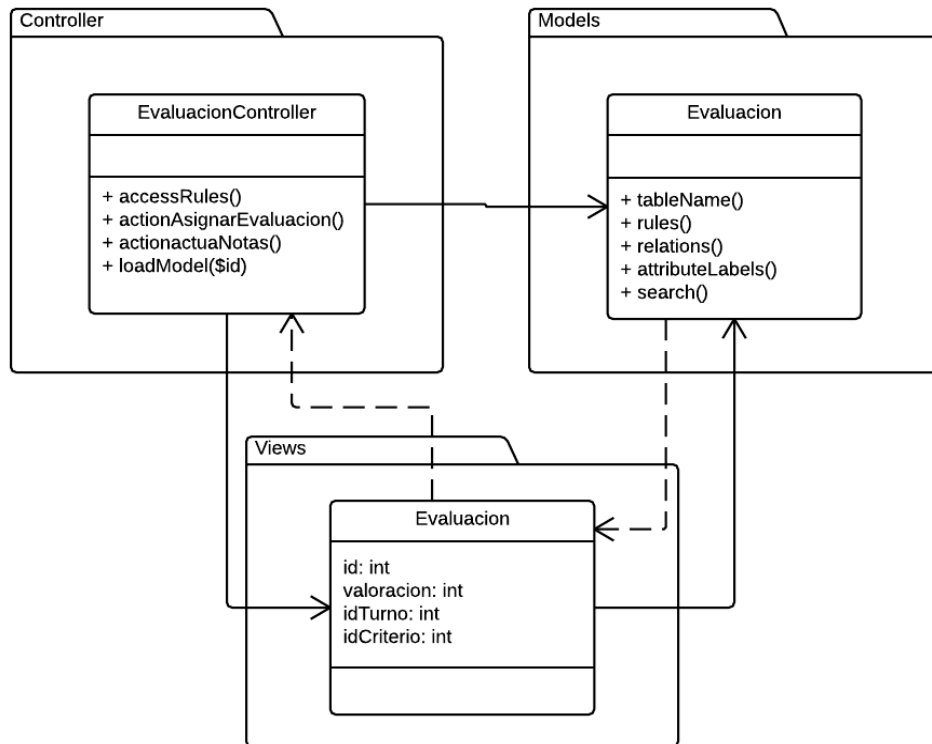 Controller
EvaluacionController
+ accessRules()
+ actionAsignarEvaluacion()
+ actionactuaNotas()
+ loadModel($id)
Models
Evaluacion
+ tableName()
+ rules()
+ relations()
+ attributeLabels()
+ search()
Views
Evaluacion
id: int
valoracion: int
idTurno: int
idCriterio: int